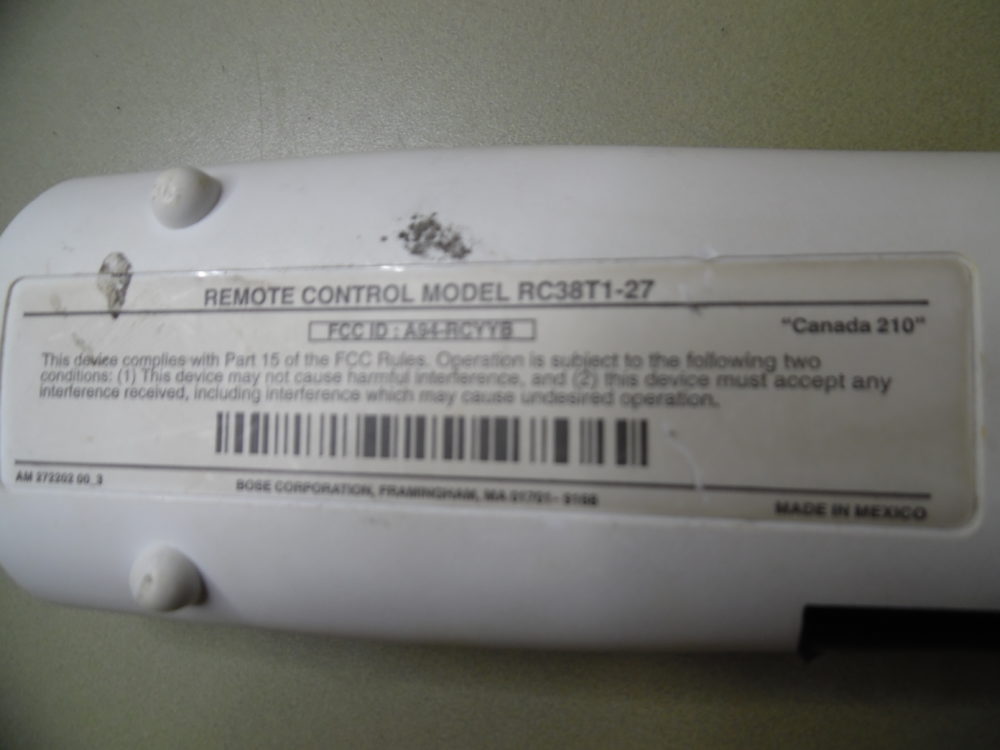 REMOTE CONTROL MODEL RC38T1-27
FCC ID : A94-RCYYB
"Canada 210"
This device complies with Part 15 of the FCC Rules. Operation is subject to the following two
conditions: (1) This device may not cause harmful interference, and (2) this device must accept any
interference received, including interference which may cause undesired operation.
AM 273202 00_3
BOSE CORPORATION, FRAMINGHAM, MA 01701- 9168
MADE IN MEXICO